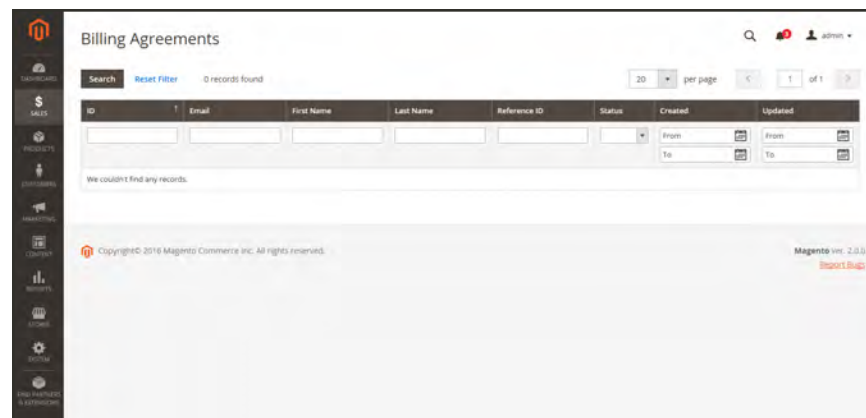 Billing Agreements
3
admin
DASHBOARD
Search Reset Filter 0 records found 20 per page 1 of 1
$
SALES
ID Email First Name Last Name Reference ID Status Created Updated
From From
To To
PRODUCTS
CUSTOMERS
We couldn't find any records.
MARKETING
CONTENT
Copyright© 2016 Magento Commerce Inc. All rights reserved.
Magento ver. 2.0.0
Report Bugs
REPORTS
STORES
SYSTEM
FIND PARTNERS
& EXTENSIONS